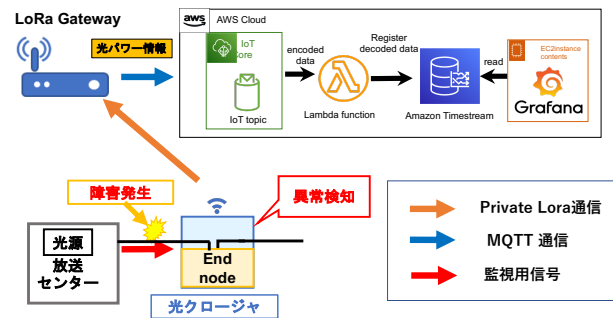 LoRa Gateway
光パワー情報
aws
AWS Cloud
IoT
Core
IoT topic
encoded
data
Lambda function
Register
decoded data
Amazon Timestream
read
EC2Instance
contents
Grafana
障害発生
異常検知
光源
放送
センター
End
node
光クロージャ
Private Lora通信
MQTT 通信
監視用信号